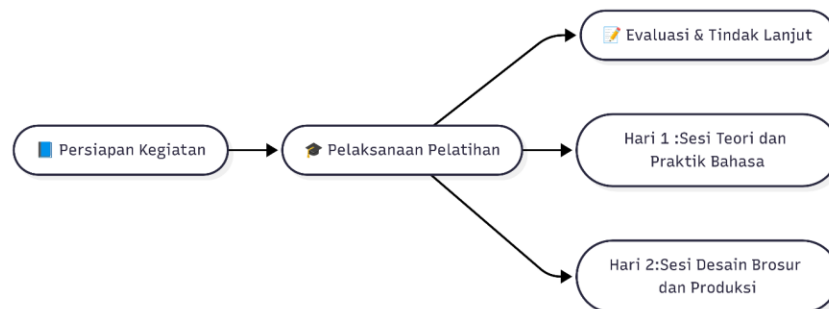 📘 Persiapan Kegiatan
🎓 Pelaksanaan Pelatihan
📝 Evaluasi & Tindak Lanjut
Hari 1 :Sesi Teori dan
Praktik Bahasa
Hari 2:Sesi Desain Brosur
dan Produksi